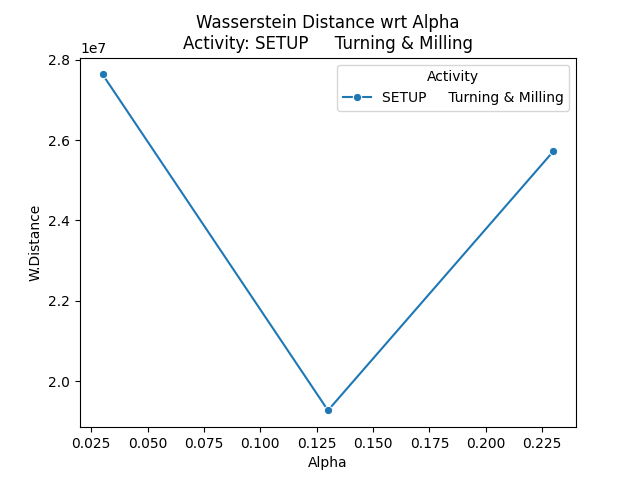 Wasserstein Distance wrt Alpha
Activity: SETUP     Turning & Milling
1e7
Activity
SETUP     Turning & Milling
2.8
2.6
2.4
2.2
2.0
W.Distance
0.025 0.050 0.075 0.100 0.125 0.150 0.175 0.200 0.225
Alpha